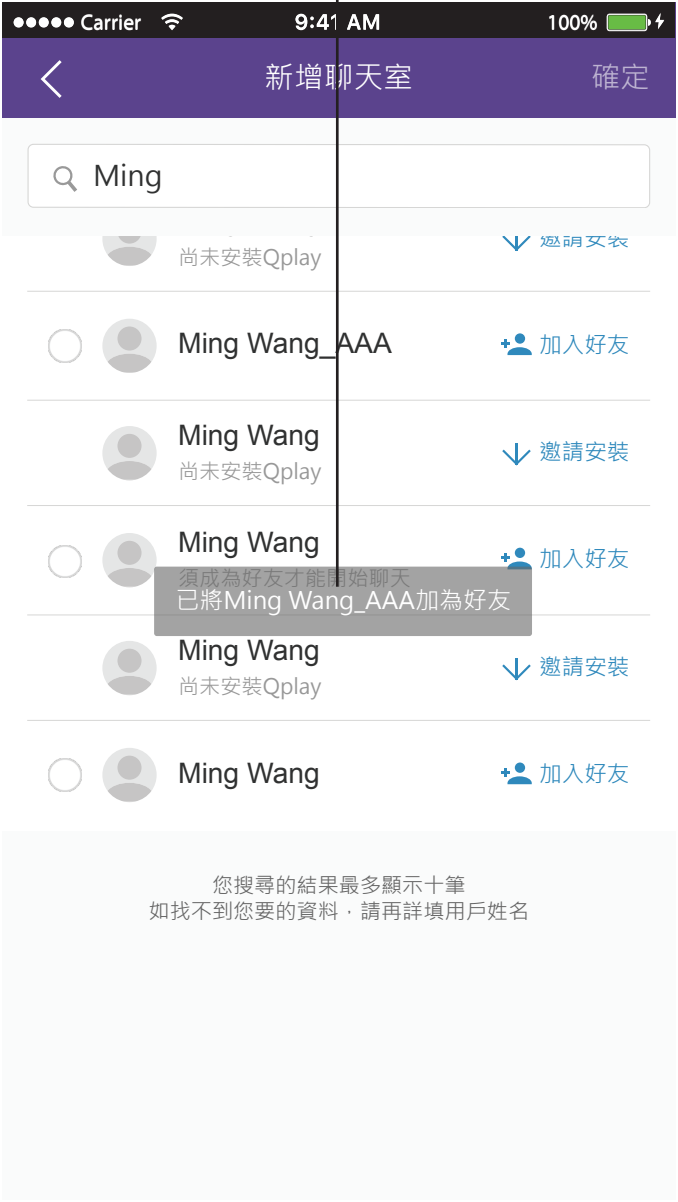 Carrier 9:41 AM 100%
新增聊天室 確定
Ming
尚未安裝Qplay 邀請安裝
Ming Wang_AAA 加入好友
Ming Wang
尚未安裝Qplay 邀請安裝
Ming Wang 加入好友
須成為好友才能開始聊天
已將Ming Wang_AAA加為好友
Ming Wang
尚未安裝Qplay 邀請安裝
Ming Wang 加入好友
您搜尋的結果最多顯示十筆
如找不到您要的資料，請再詳填用戶姓名